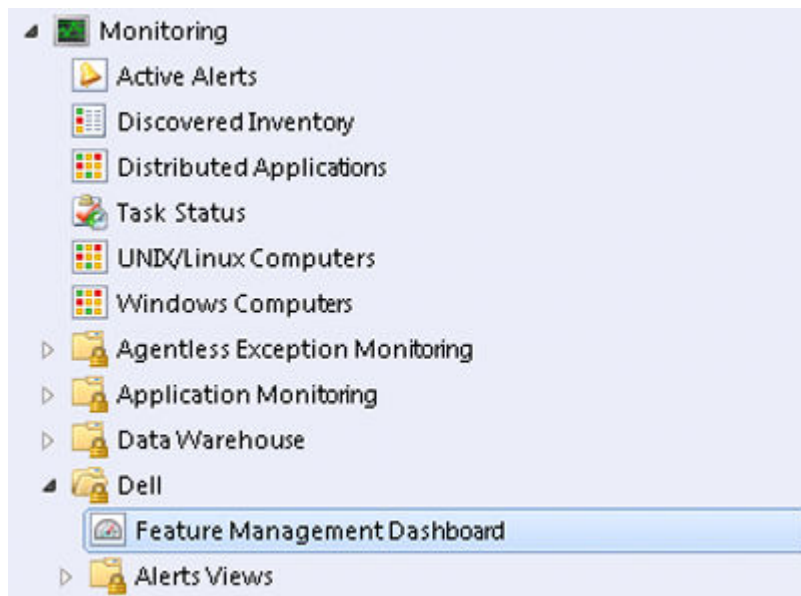 Monitoring
Active Alerts
Discovered Inventory
Distributed Applications
Task Status
UNIX/Linux Computers
Windows Computers
Agentless Exception Monitoring
Application Monitoring
Data Warehouse
Dell
Feature Management Dashboard
Alerts Views